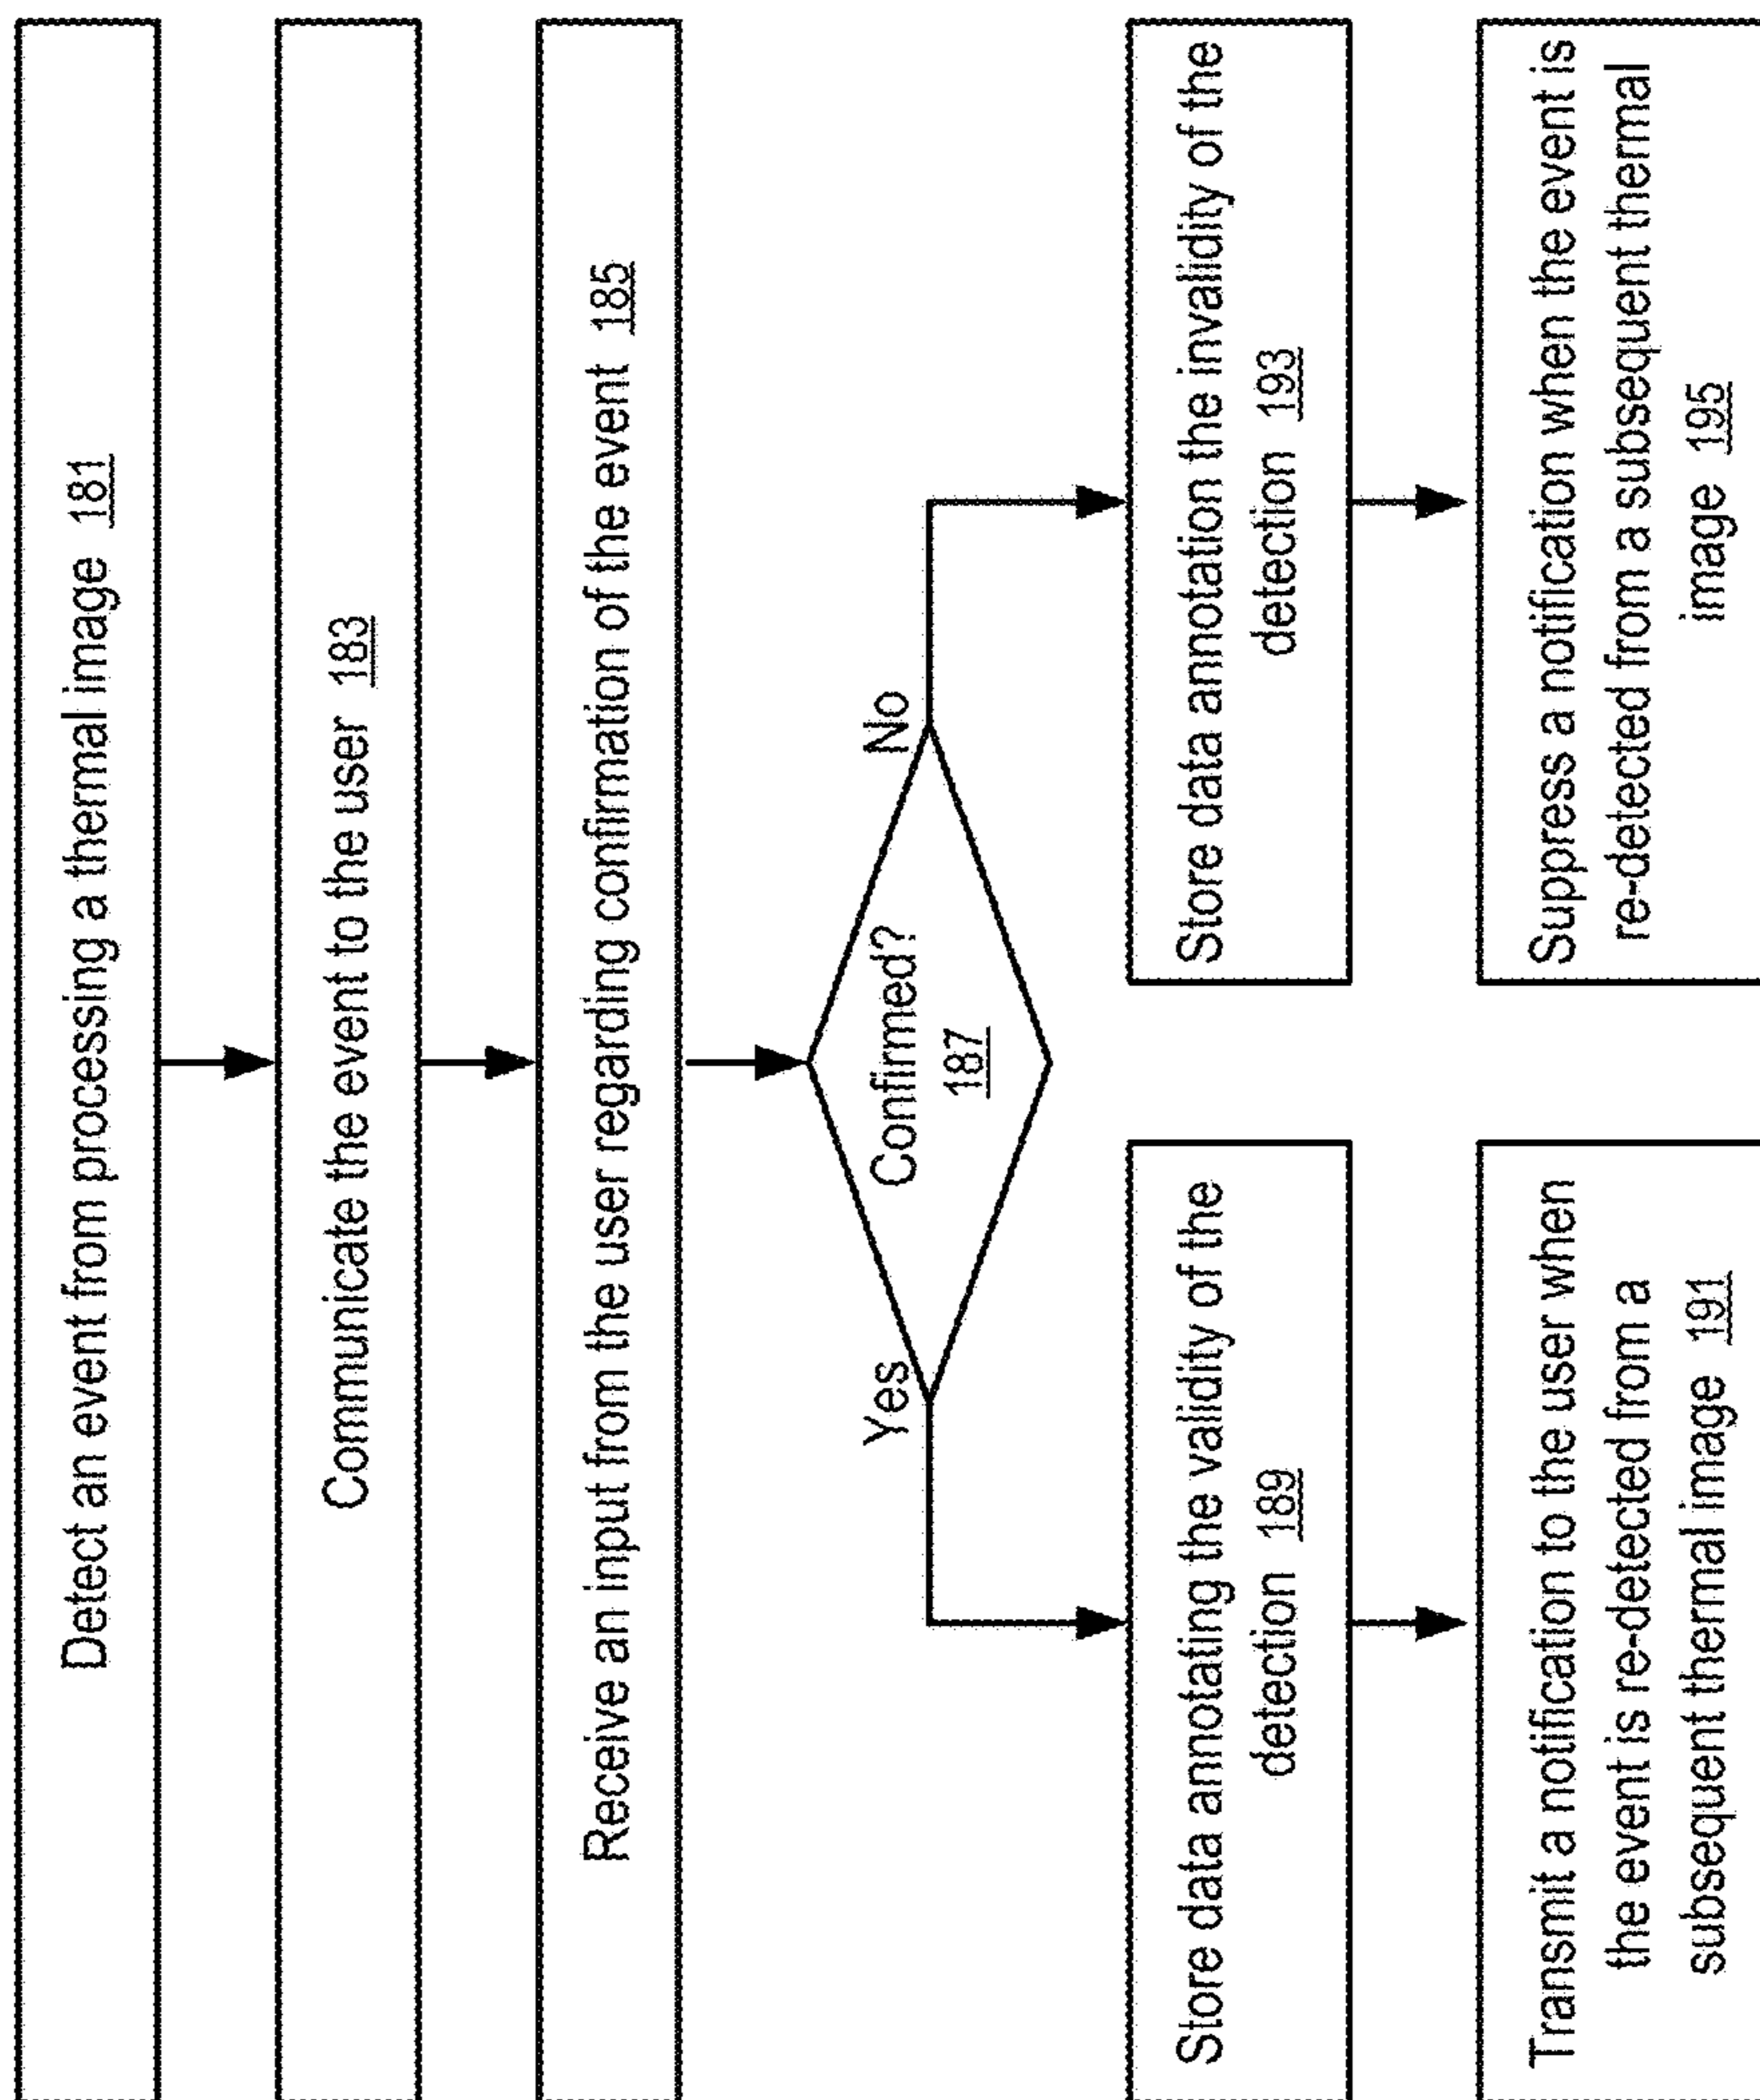 Detect an event from processing a thermal image 181
Communicate the event to the user 183
Receive an input from the user regarding confirmation of the event 185
Confirmed?
187
Yes
No
Store data annotating the validity of the
detection 189
Transmit a notification to the user when
the event is re-detected from a
subsequent thermal image 191
Store data annotation the invalidity of the
detection 193
Suppress a notification when the event is
re-detected from a subsequent thermal
image 195